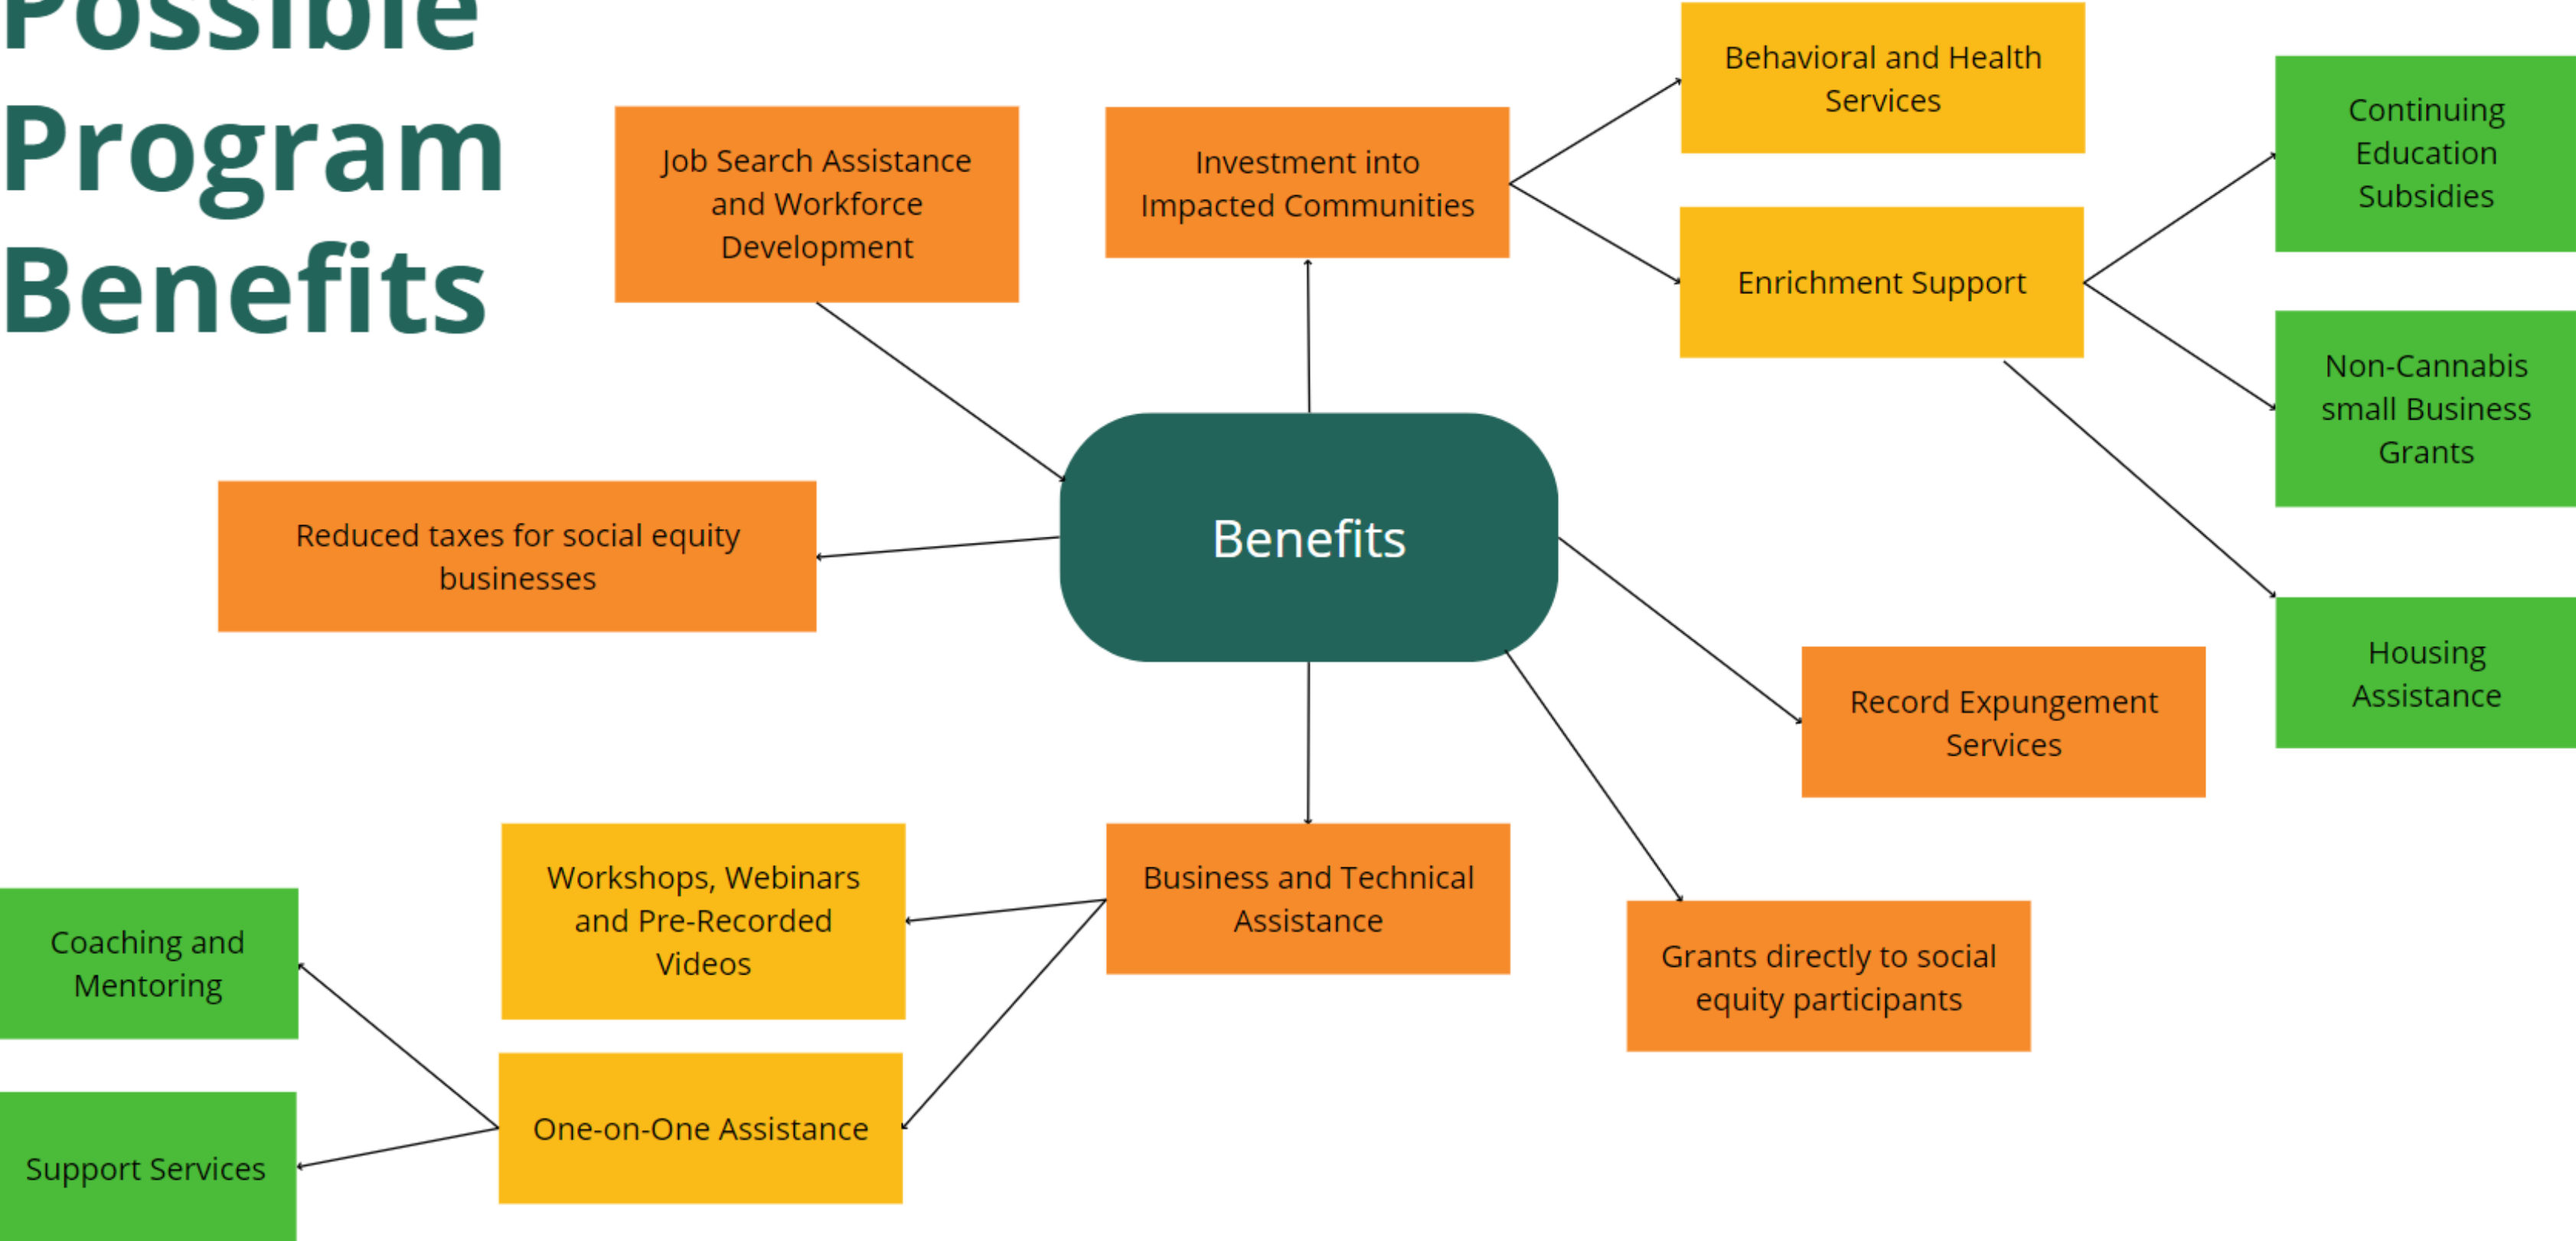 Possible
Program
Benefits
Job Search Assistance
and Workforce
Development
Investment into
Impacted Communities
Behavioral and Health
Services
Enrichment Support
Continuing
Education
Subsidies
Non-Cannabis
small Business
Grants
Housing
Assistance
Reduced taxes for social equity
businesses
Benefits
Record Expungement
Services
Grants directly to social
equity participants
Business and Technical
Assistance
Workshops, Webinars
and Pre-Recorded
Videos
One-on-One Assistance
Coaching and
Mentoring
Support Services